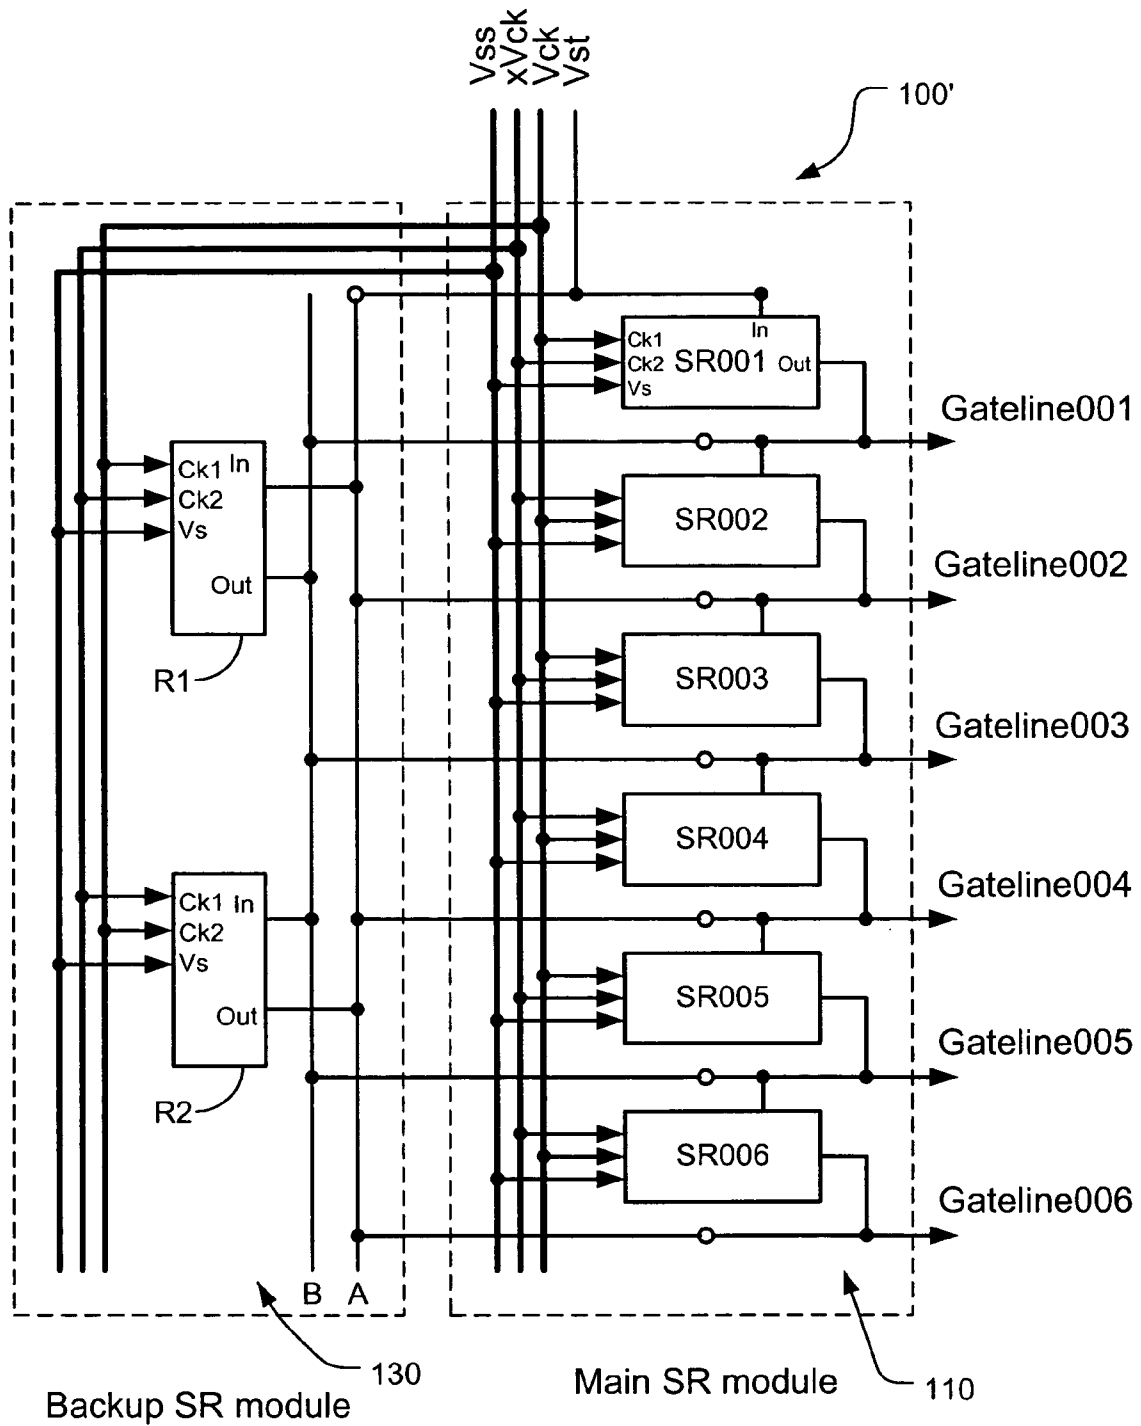 Vss
xVck
Vck
Vst
100'
In
Ck1
Ck2
Vs
SR001
Out
Gateline001
Ck1
In
Ck2
Vs
Out
R1
SR002
Gateline002
SR003
Gateline003
SR004
Gateline004
Ck1
In
Ck2
Vs
Out
R2
SR005
Gateline005
SR006
Gateline006
B
A
130
110
Backup SR module
Main SR module